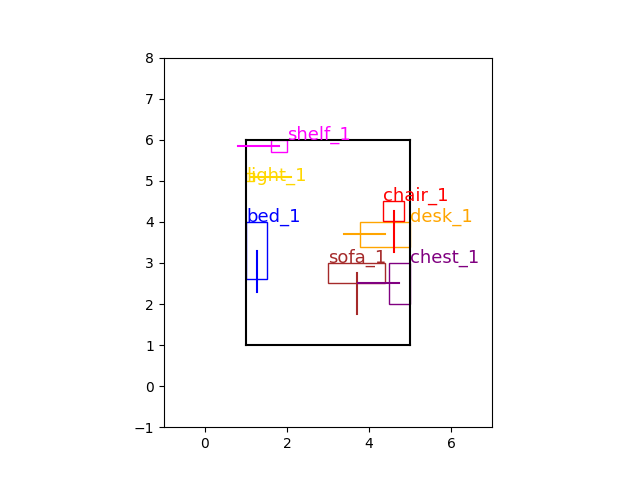 8
7
6
5
4
3
2
1
0
−1
0
2
4
6
shelf_1
light_1
chair_1
bed_1
desk_1
sofa_1
chest_1